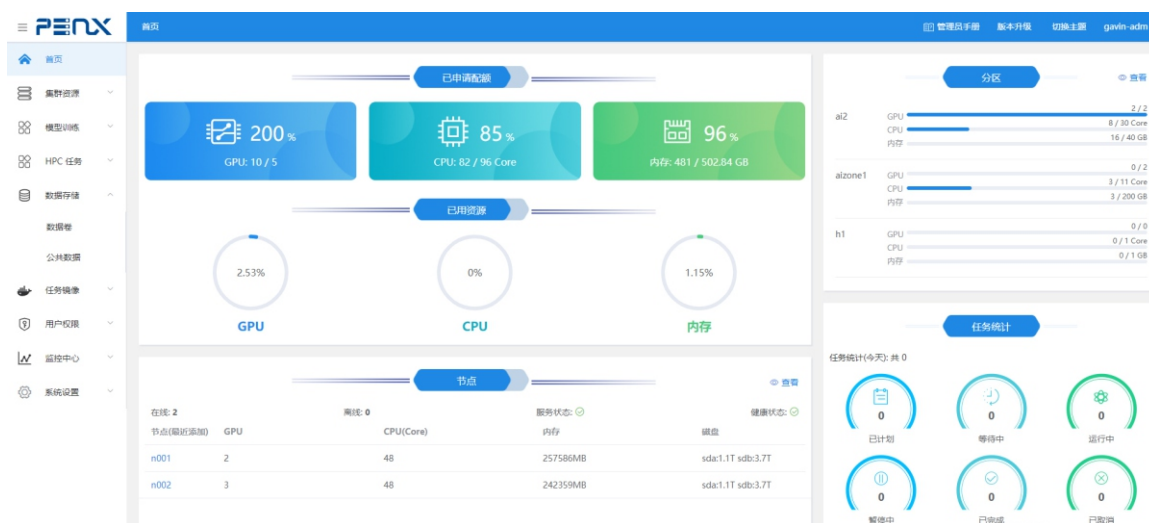 PENX
首页
管理员手册 版本升级 切换主题 gavin-adm
首页
集群资源
模型训练
HPC 任务
数据存储
数据卷
公共数据
任务镜像
用户权限
监控中心
系统设置
已申请配额
200 %
GPU: 10 / 5
85 %
CPU: 82 / 96 Core
96 %
内存: 481 / 502.84 GB
已用资源
2.53%
0%
1.15%
GPU
CPU
内存
节点
查看
在线: 2 离线: 0 服务状态: 健康状态:
节点(最近添加) GPU CPU(Core) 内存 磁盘
n001 2 48 257586MB sda:1.1T sdb:3.7T
n002 3 48 242359MB sda:1.1T sdb:3.7T
分区
查看
ai2
GPU 2 / 2
CPU 8 / 30 Core
内存 16 / 40 GB
aizone1
GPU 0 / 2
CPU 3 / 11 Core
内存 3 / 200 GB
h1
GPU 0 / 0
CPU 0 / 1 Core
内存 0 / 1 GB
任务统计
任务统计(今天): 共 0
0 0 0
已计划 等待中 运行中
0 0 0
暂停中 已完成 已取消